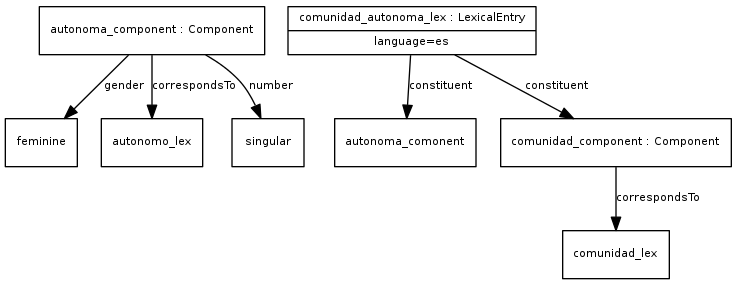 autonoma_component : Component
comunidad_autonoma_lex : LexicalEntry
language=es
gender
correspondsTo
number
constituent
constituent
feminine
autonomo_lex
singular
autonoma_comonent
comunidad_component : Component
correspondsTo
comunidad_lex